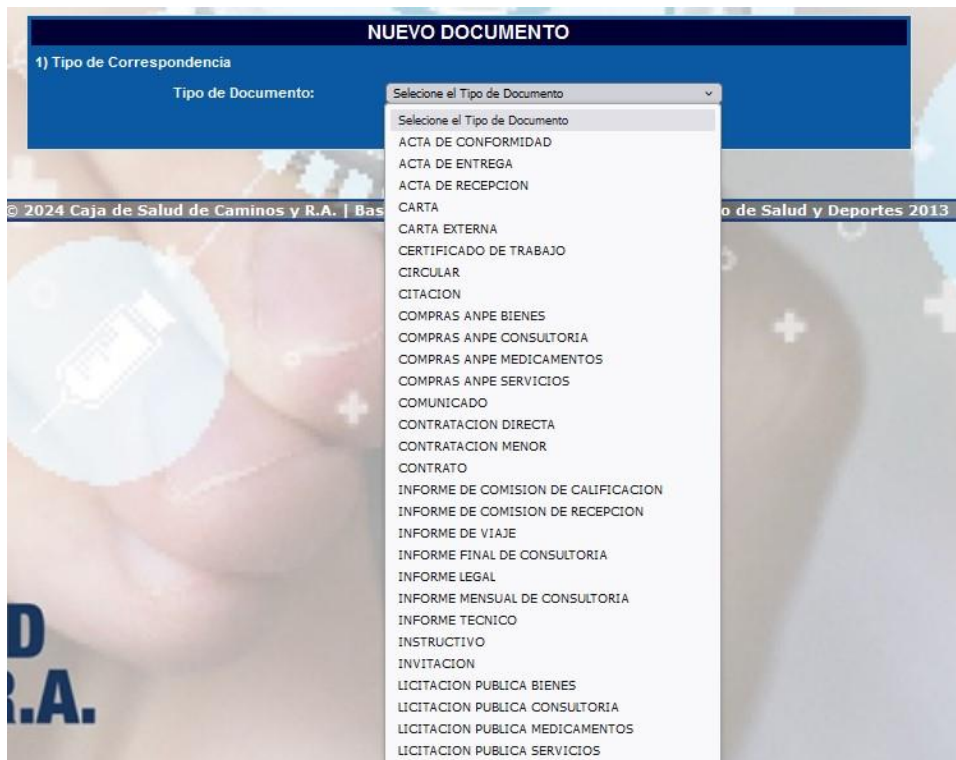 NUEVO DOCUMENTO
1) Tipo de Correspondencia
Tipo de Documento:
Selecione el Tipo de Documento
Selecione el Tipo de Documento
ACTA DE CONFORMIDAD
ACTA DE ENTREGA
ACTA DE RECEPCION
© 2024 Caja de Salud de Caminos y R.A. | Bas
o de Salud y Deportes 2013
CARTA
CARTA EXTERNA
CERTIFICADO DE TRABAJO
CIRCULAR
CITACION
COMPRAS ANPE BIENES
COMPRAS ANPE CONSULTORIA
COMPRAS ANPE MEDICAMENTOS
COMPRAS ANPE SERVICIOS
COMUNICADO
CONTRATACION DIRECTA
CONTRATACION MENOR
CONTRATO
INFORME DE COMISION DE CALIFICACION
INFORME DE COMISION DE RECEPCION
INFORME DE VIAJE
INFORME FINAL DE CONSULTORIA
INFORME LEGAL
INFORME MENSUAL DE CONSULTORIA
INFORME TECNICO
INSTRUCTIVO
INVITACION
LICITACION PUBLICA BIENES
LICITACION PUBLICA CONSULTORIA
LICITACION PUBLICA MEDICAMENTOS
LICITACION PUBLICA SERVICIOS
D
R.A.